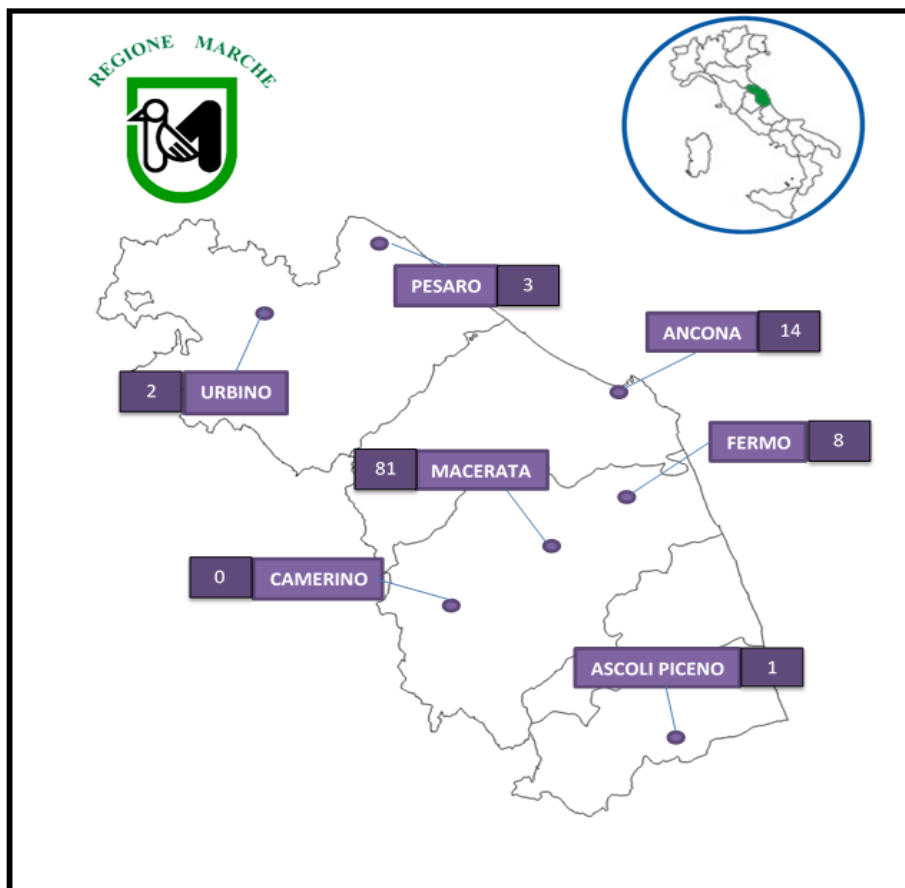 REGIONE MARCHE
PESARO 3
ANCONA 14
2 URBINO
FERMO 8
81 MACERATA
0 CAMERINO
ASCOLI PICENO 1